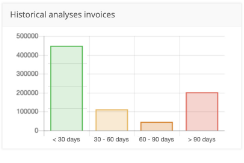 Historical analyses invoices
500000
400000
300000
200000
100000
0
< 30 days
30 - 60 days
60 - 90 days
> 90 days